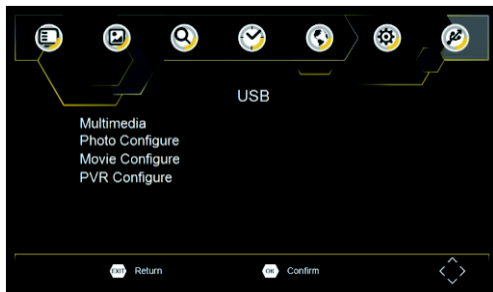 USB
Multimedia
Photo Configure
Movie Configure
PVR Configure
EXIT Return OK Confirm